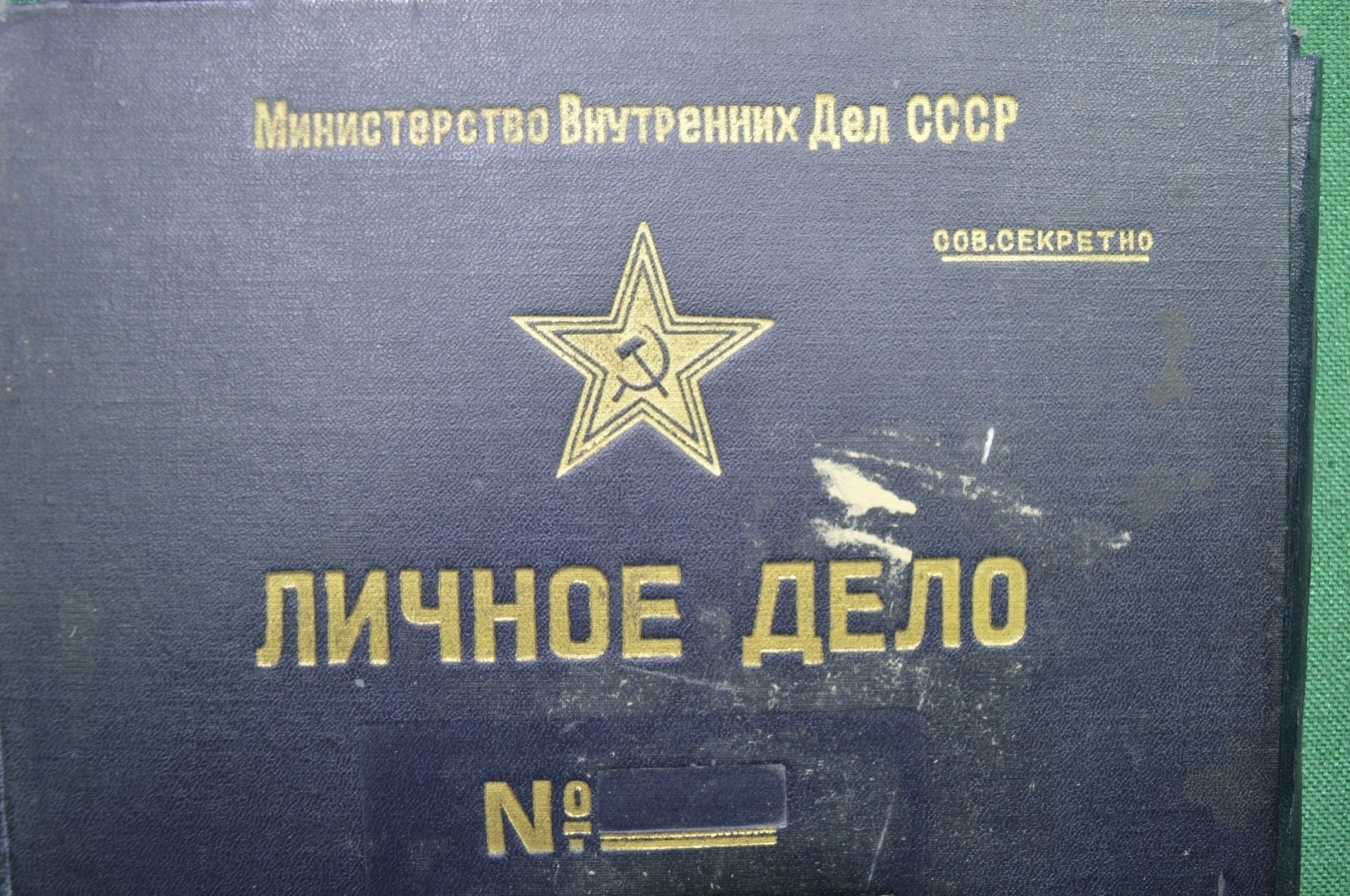 Министерство Внутренних Дел СССР
СОВ.СЕКРЕТНО
ЛИЧНОЕ ДЕЛО
№